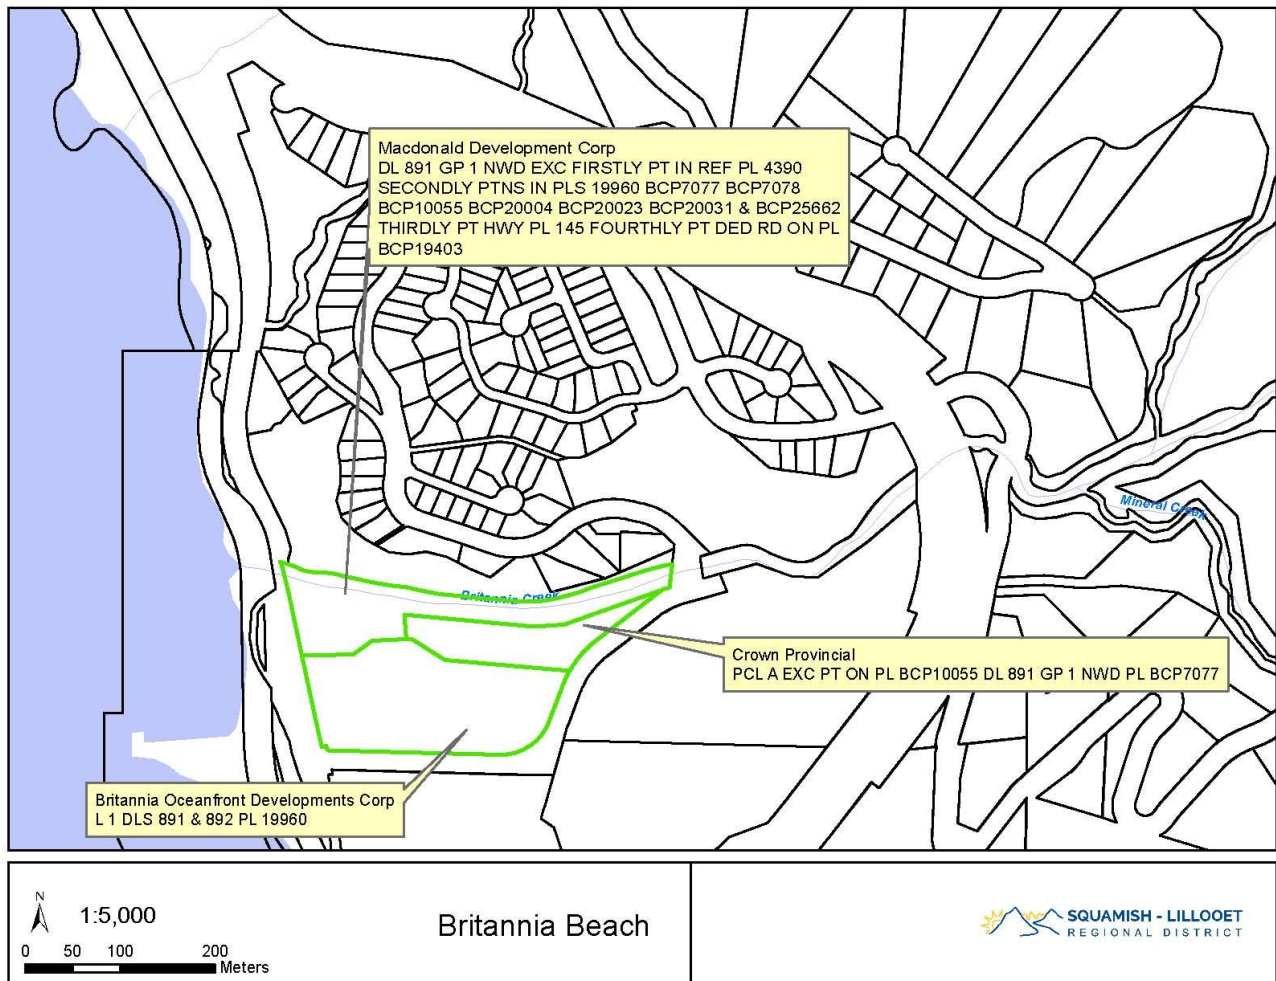 Macdonald Development Corp
DL 891 GP 1 NWD EXC FIRSTLY PT IN REF PL 4390
SECONDLY PTNS IN PLS 19960 BCP7077 BCP7078
BCP10055 BCP20004 BCP20023 BCP20031 & BCP25662
THIRDLY PT HWY PL 145 FOURTHLY PT DED RD ON PL
BCP19403
Mineral Creek
Britannia Creek
Crown Provincial
PCL A EXC PT ON PL BCP10055 DL 891 GP 1 NWD PL BCP7077
Britannia Oceanfront Developments Corp
L 1 DLS 891 & 892 PL 19960
N
1:5,000
0 50 100 200
Meters
Britannia Beach
SQUAMISH - LILLOOET
REGIONAL DISTRICT